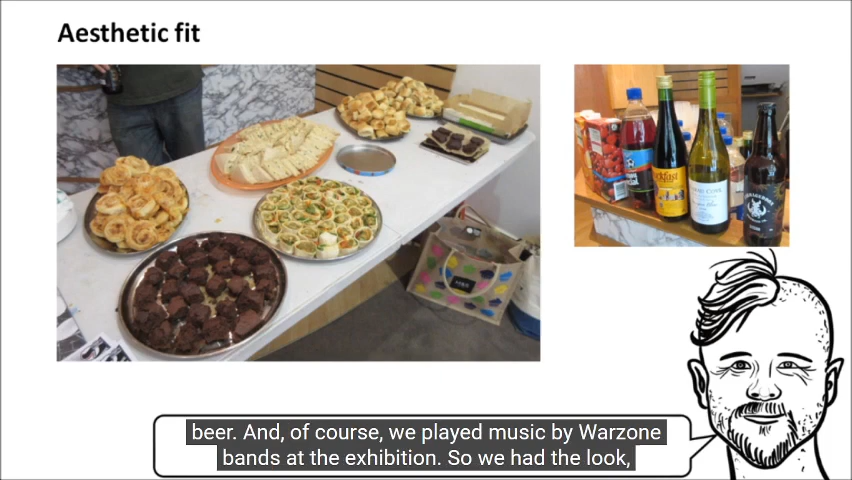 Aesthetic fit
beer. And, of course, we played music by Warzone
bands at the exhibition. So we had the look,